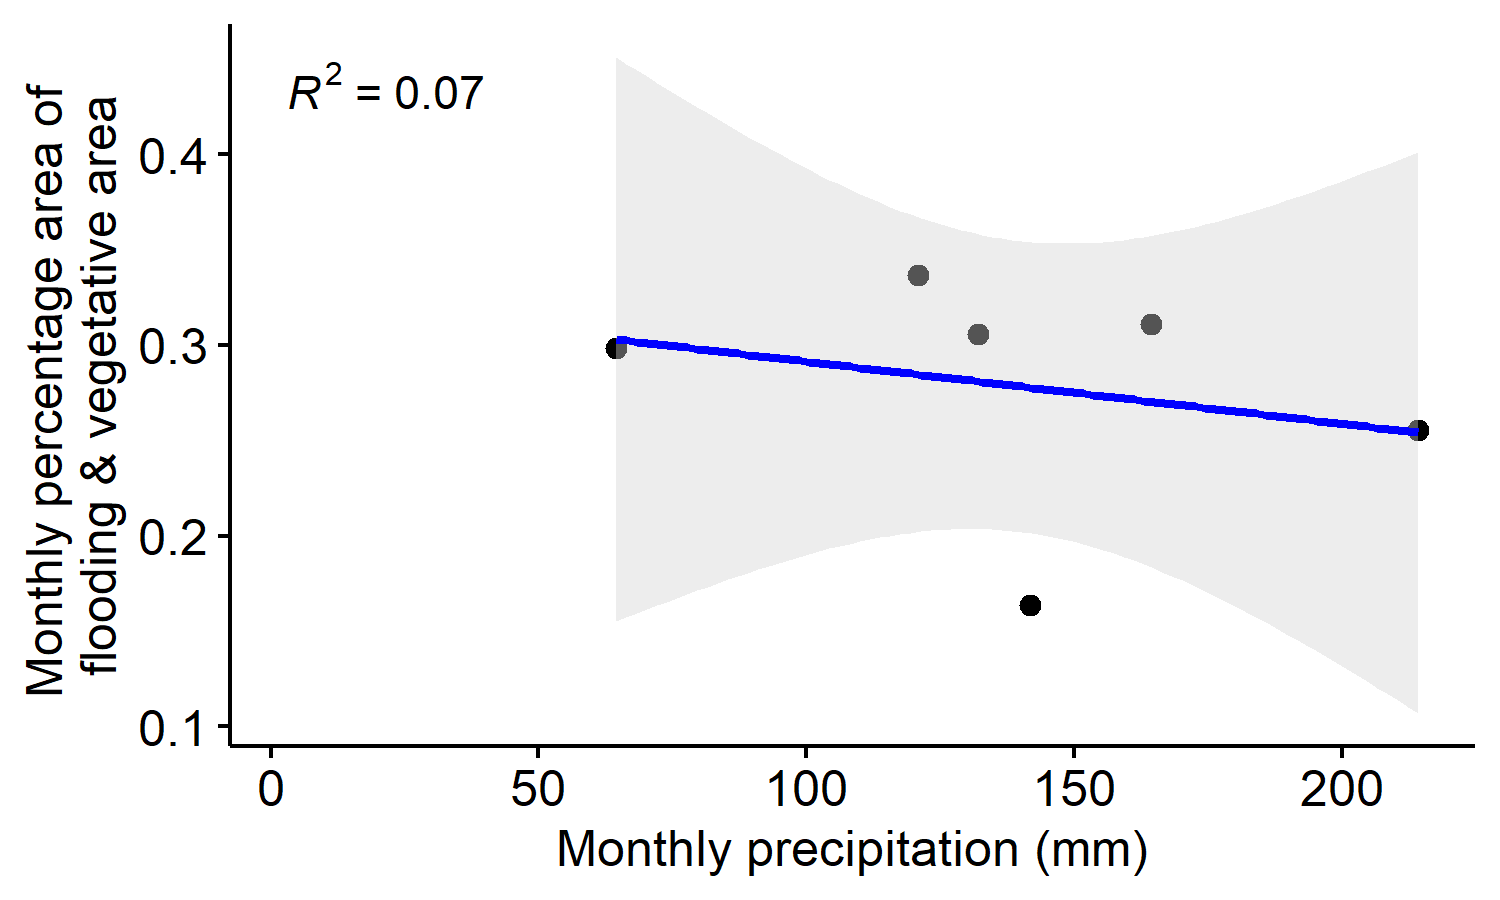 R² = 0.07
Monthly percentage area of
flooding & vegetative area
0.4
0.3
0.2
0.1
0 50 100 150 200
Monthly precipitation (mm)